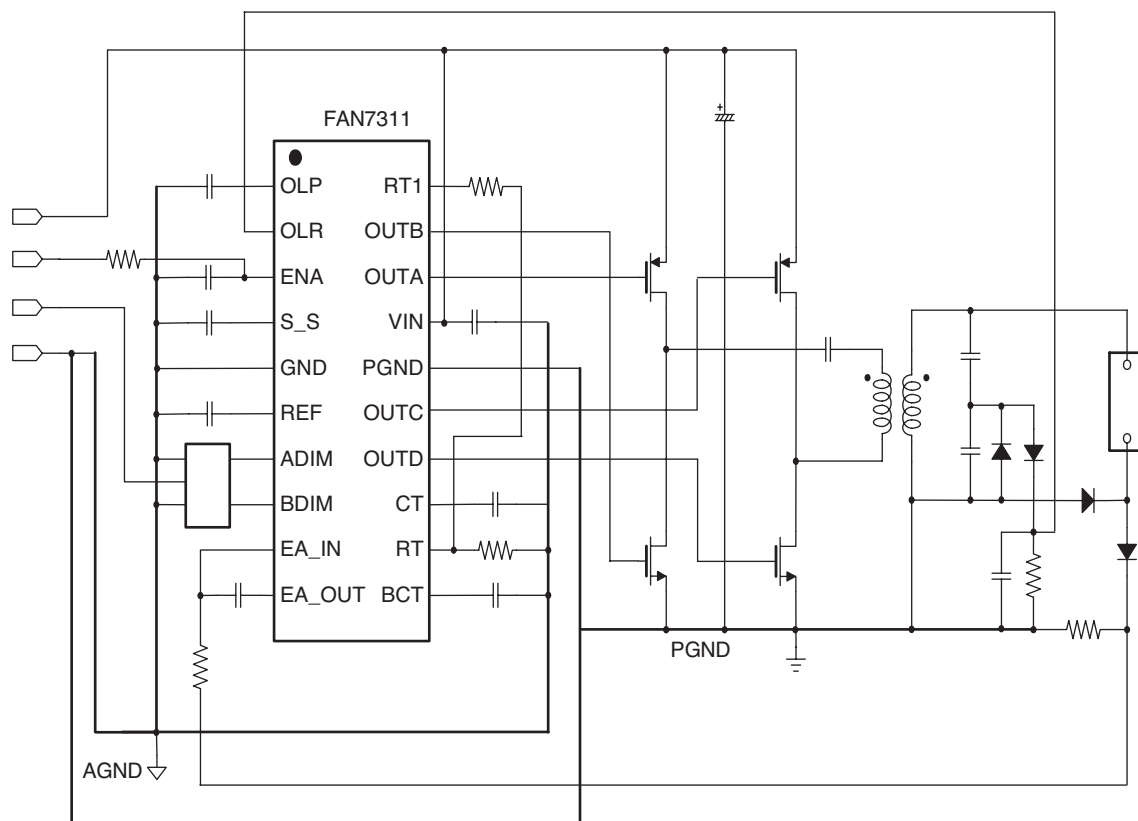 FAN7311
OLP RT1
OLR OUTB
ENA OUTA
S_S VIN
GND PGND
REF OUTC
ADIM OUTD
BDIM CT
EA_IN RT
EA_OUT BCT
PGND
AGND
+